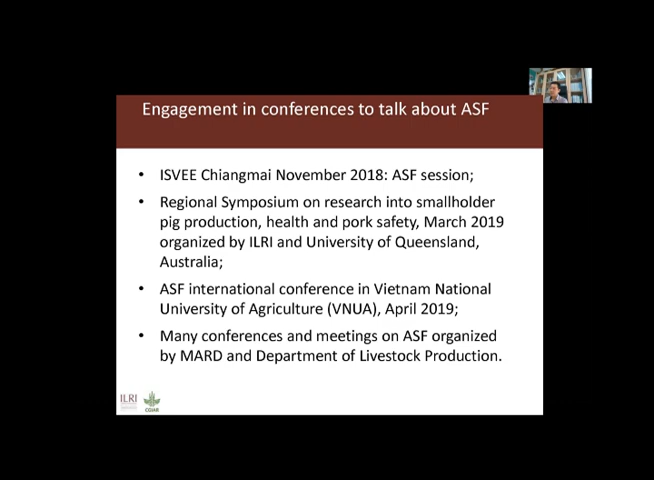 Engagement in conferences to talk about ASF
• ISVEE Chiangmai November 2018: ASF session;
• Regional Symposium on research into smallholder
pig production, health and pork safety, March 2019
organized by ILRI and University of Queensland,
Australia;
• ASF international conference in Vietnam National
University of Agriculture (VNUA), April 2019;
• Many conferences and meetings on ASF organized
by MARD and Department of Livestock Production.
ILRI
CGIAR